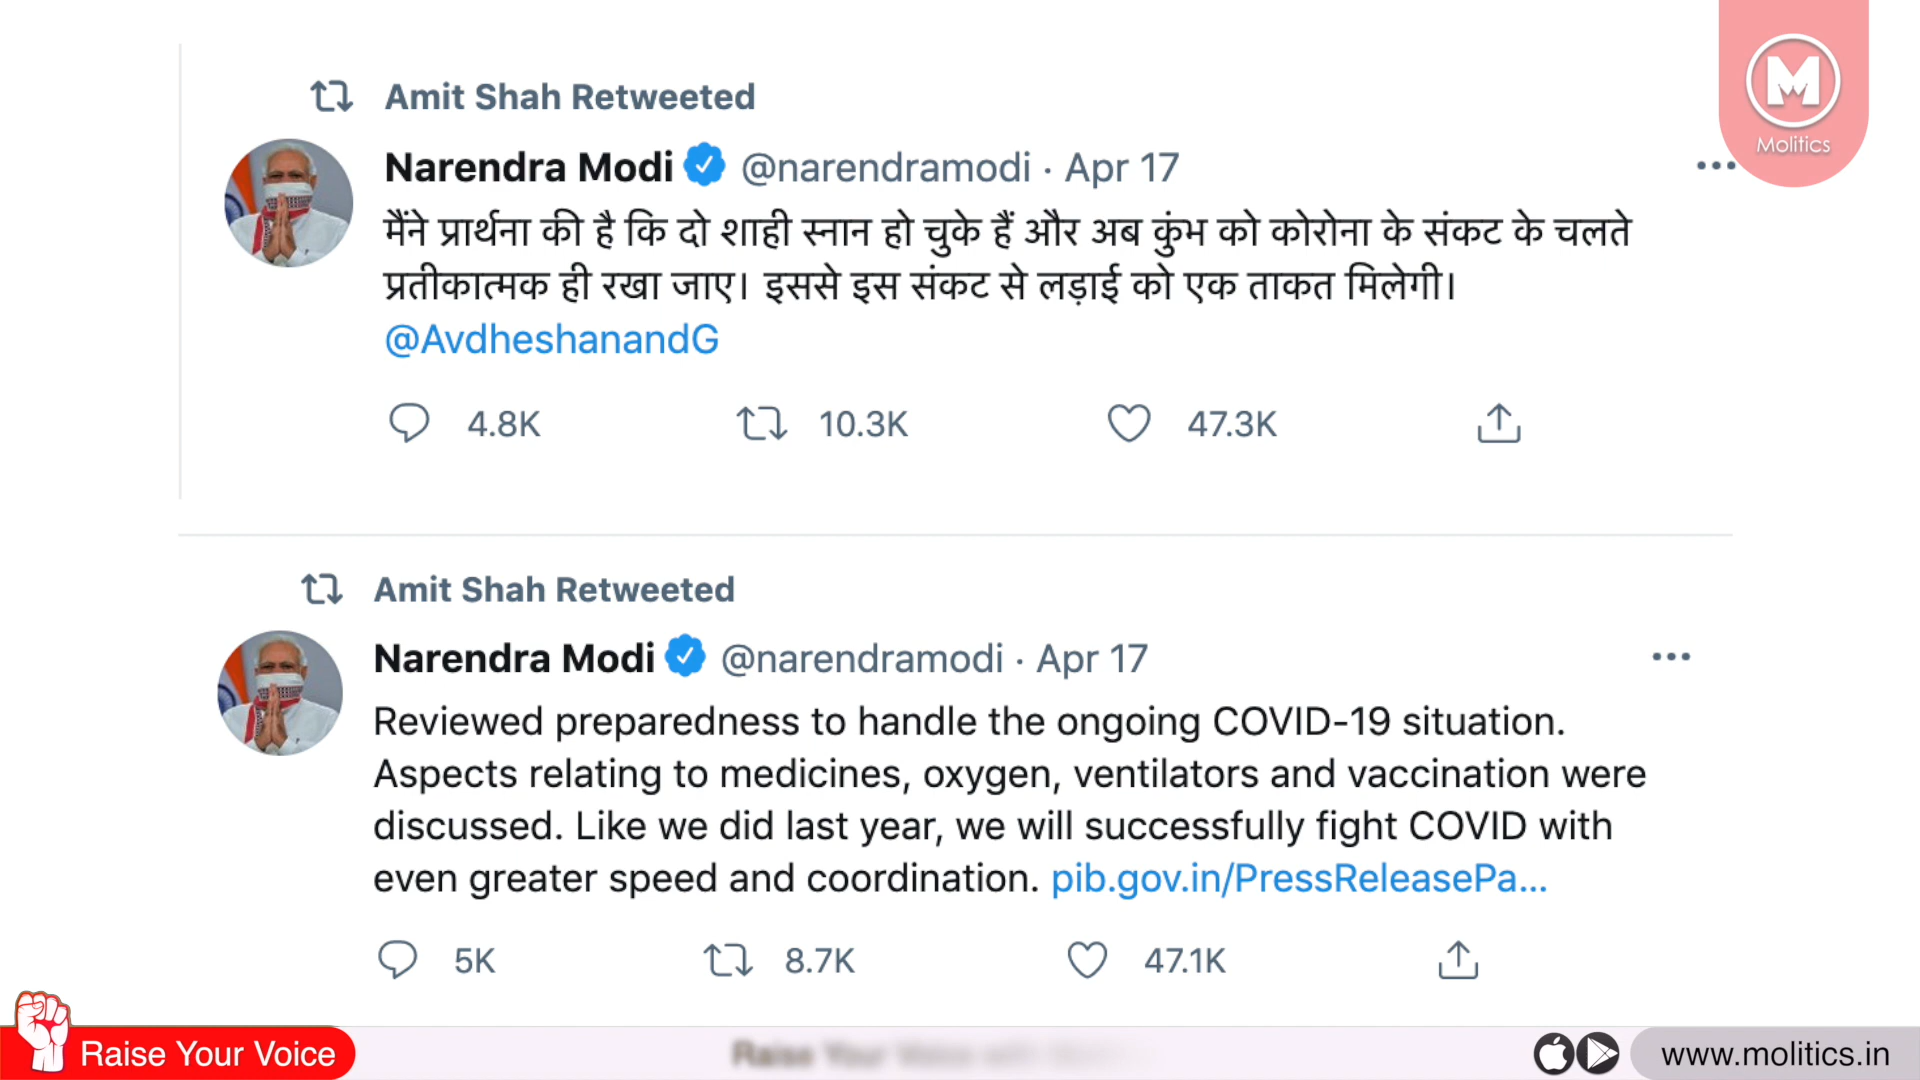 Amit Shah Retweeted
Narendra Modi @narendramodi · Apr 17
मैंने प्रार्थना की है कि दो शाही स्नान हो चुके हैं और अब कुंभ को कोरोना के संकट के चलते
प्रतीकात्मक ही रखा जाए। इससे इस संकट से लड़ाई को एक ताकत मिलेगी।
@AvdheshanandG
4.8K 10.3K 47.3K
Molitics
Amit Shah Retweeted
Narendra Modi @narendramodi · Apr 17
Reviewed preparedness to handle the ongoing COVID-19 situation.
Aspects relating to medicines, oxygen, ventilators and vaccination were
discussed. Like we did last year, we will successfully fight COVID with
even greater speed and coordination. pib.gov.in/PressReleasePa...
5K 8.7K 47.1K
Raise Your Voice
Raise Your Voice with
www.molitics.in